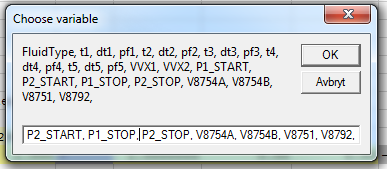 Choose variable
FluidType, t1, dt1, pf1, t2, dt2, pf2, t3, dt3, pf3, t4,
dt4, pf4, t5, dt5, pf5, VVX1, VVX2, P1_START,
P2_START, P1_STOP, P2_STOP, V8754A, V8754B,
V8751, V8792,
OK
Avbryt
P2_START, P1_STOP, P2_STOP, V8754A, V8754B, V8751, V8792,